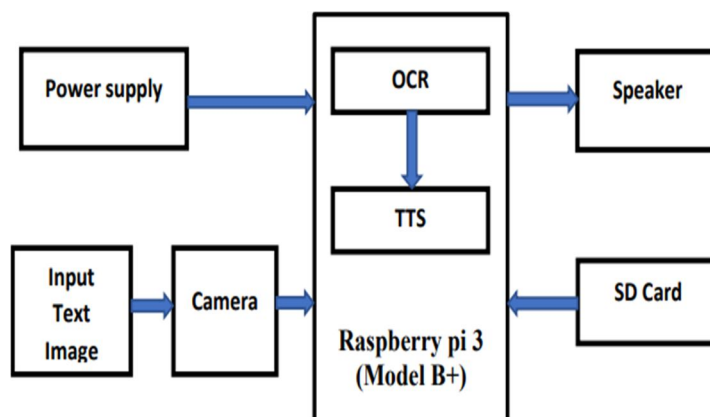 Power supply
OCR
Speaker
TTS
Input
Text
Image
Camera
SD Card
Raspberry pi 3
(Model B+)